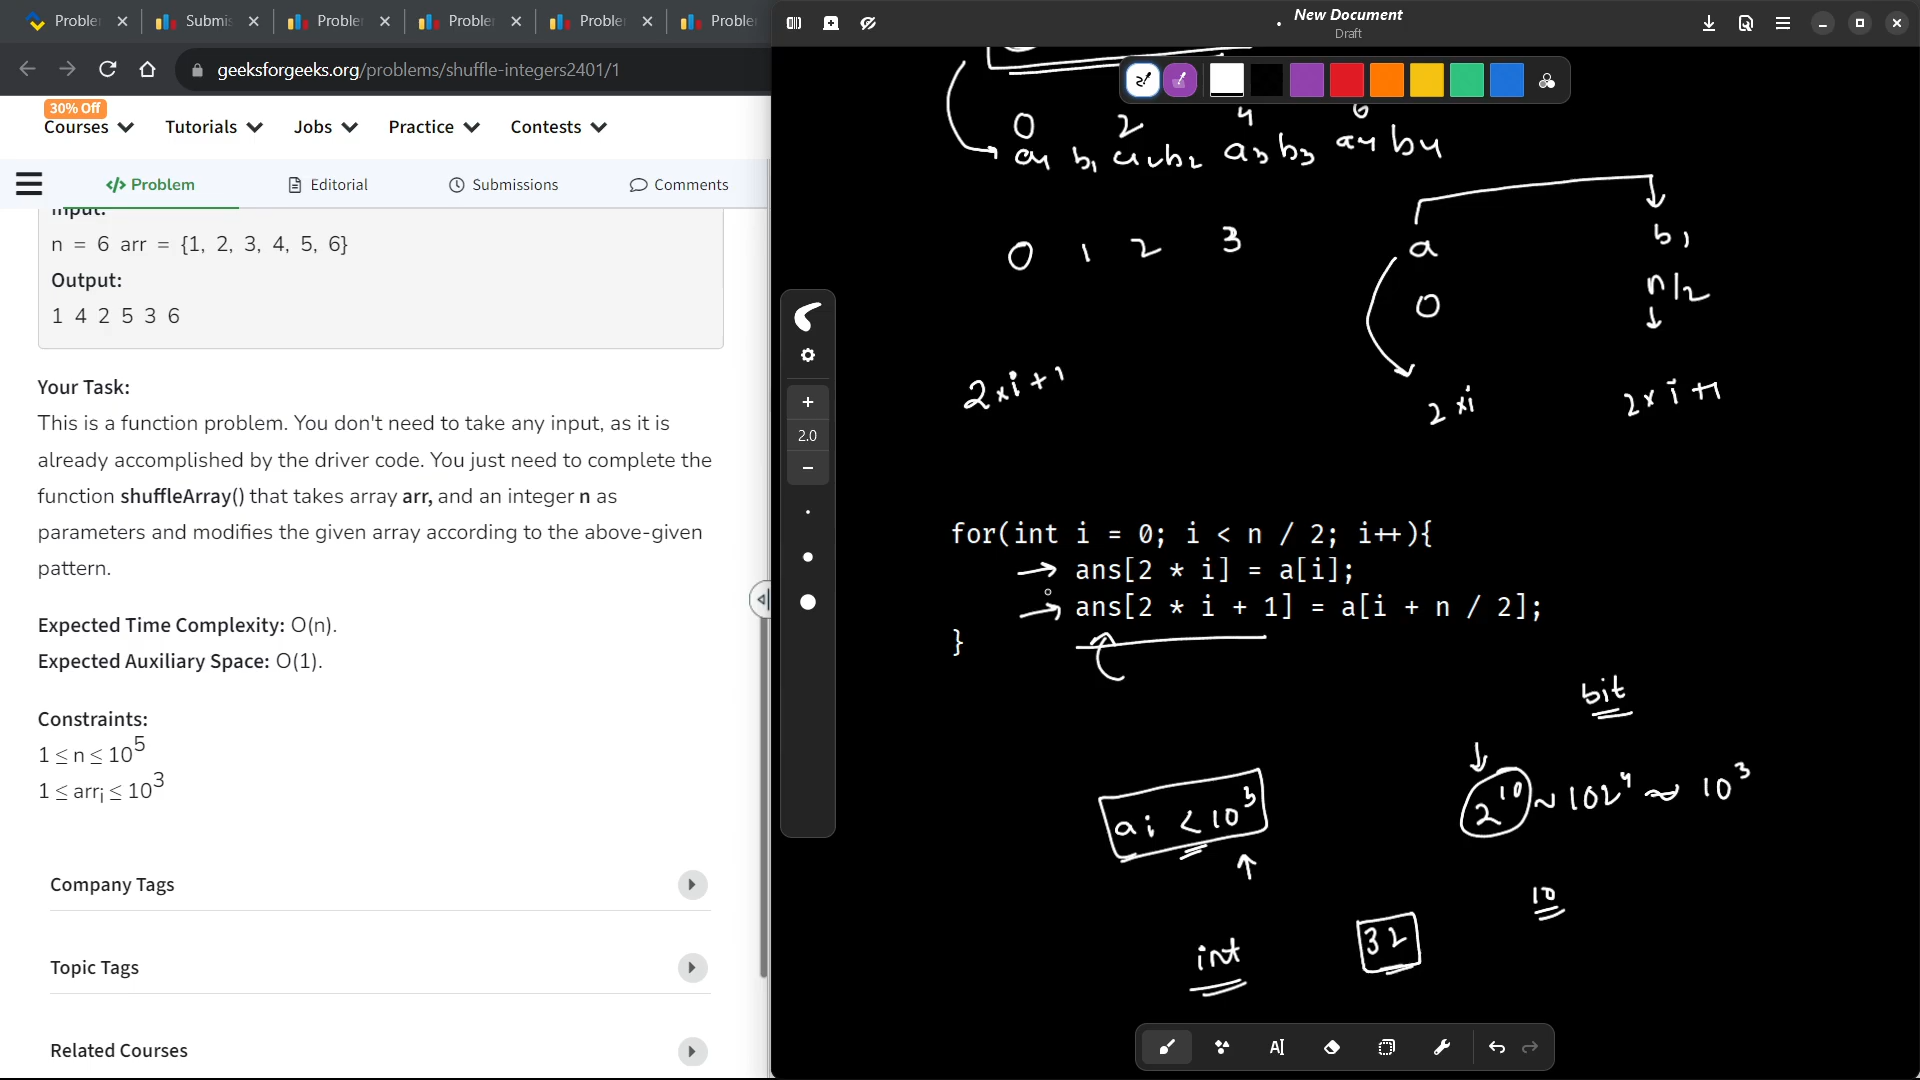 Proble
Submis
Proble
Proble
Proble
Proble
New Document
Draft
geeksforgeeks.org/problems/shuffle-integers2401/1
30% Off
Courses
Tutorials
Jobs
Practice
Contests
</> Problem
Editorial
Submissions
Comments
Input:
n = 6 arr = {1, 2, 3, 4, 5, 6}
Output:
1 4 2 5 3 6
Your Task:
This is a function problem. You don't need to take any input, as it is
already accomplished by the driver code. You just need to complete the
function shuffleArray() that takes array arr, and an integer n as
parameters and modifies the given array according to the above-given
pattern.
Expected Time Complexity: O(n).
Expected Auxiliary Space: O(1).
Constraints:
1 ≤ n ≤ 10^5
1 ≤ arr_i ≤ 10^3
Company Tags
Topic Tags
Related Courses
2.0
0 2 4 6
a1 b1 a2 b2 a3 b3 a4 b4
0 1 2 3
a b1
0 n/2
2xi+1
2xi 2xi+1
for(int i = 0; i < n / 2; i++){
ans[2 * i] = a[i];
ans[2 * i + 1] = a[i + n / 2];
}
bit
ai < 10^3
2^10 ~ 1024 ≈ 10^3
10
int
32
AI